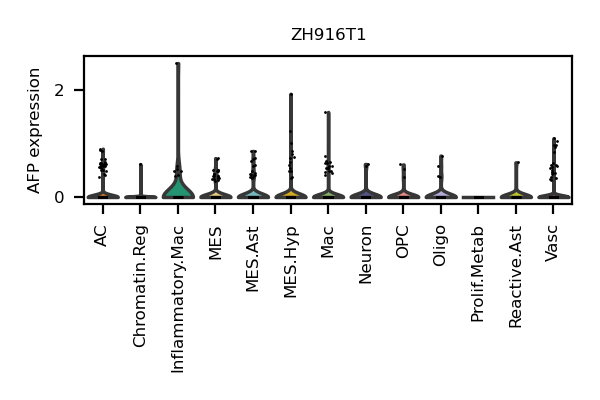 ZH916T1
AFP expression
2
0
AC
Chromatin.Reg
Inflammatory.Mac
MES
MES.Ast
MES.Hyp
Mac
Neuron
OPC
Oligo
Prolif.Metab
Reactive.Ast
Vasc